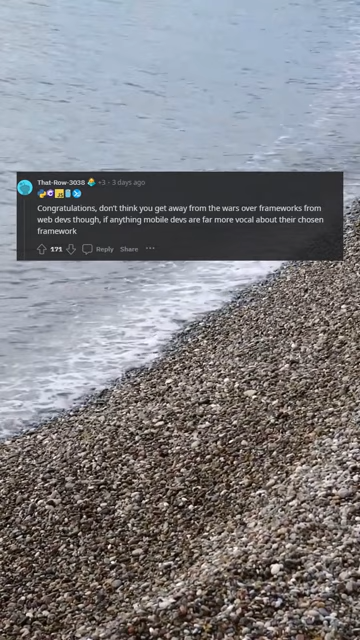 That-Row-3038 +3 · 3 days ago
Congratulations, don't think you get away from the wars over frameworks from
web devs though, if anything mobile devs are far more vocal about their chosen
framework
171 Reply Share ...